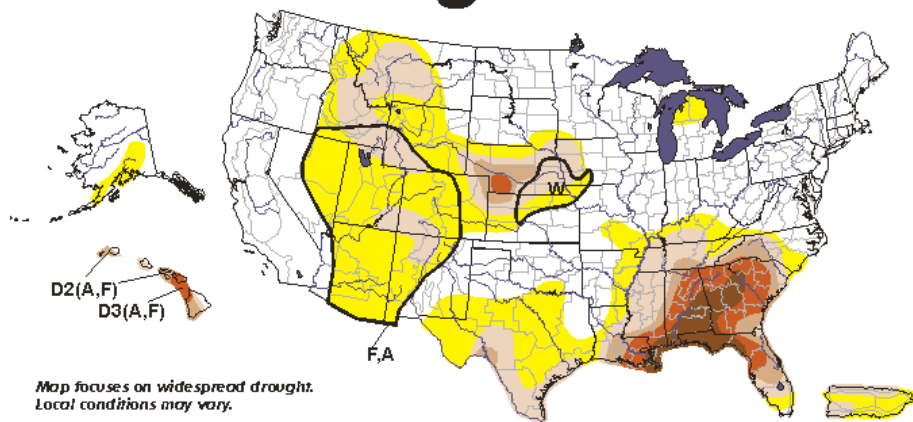 W
D2(A,F)
D3(A,F)
F,A
Map focuses on widespread drought.
Local conditions may vary.